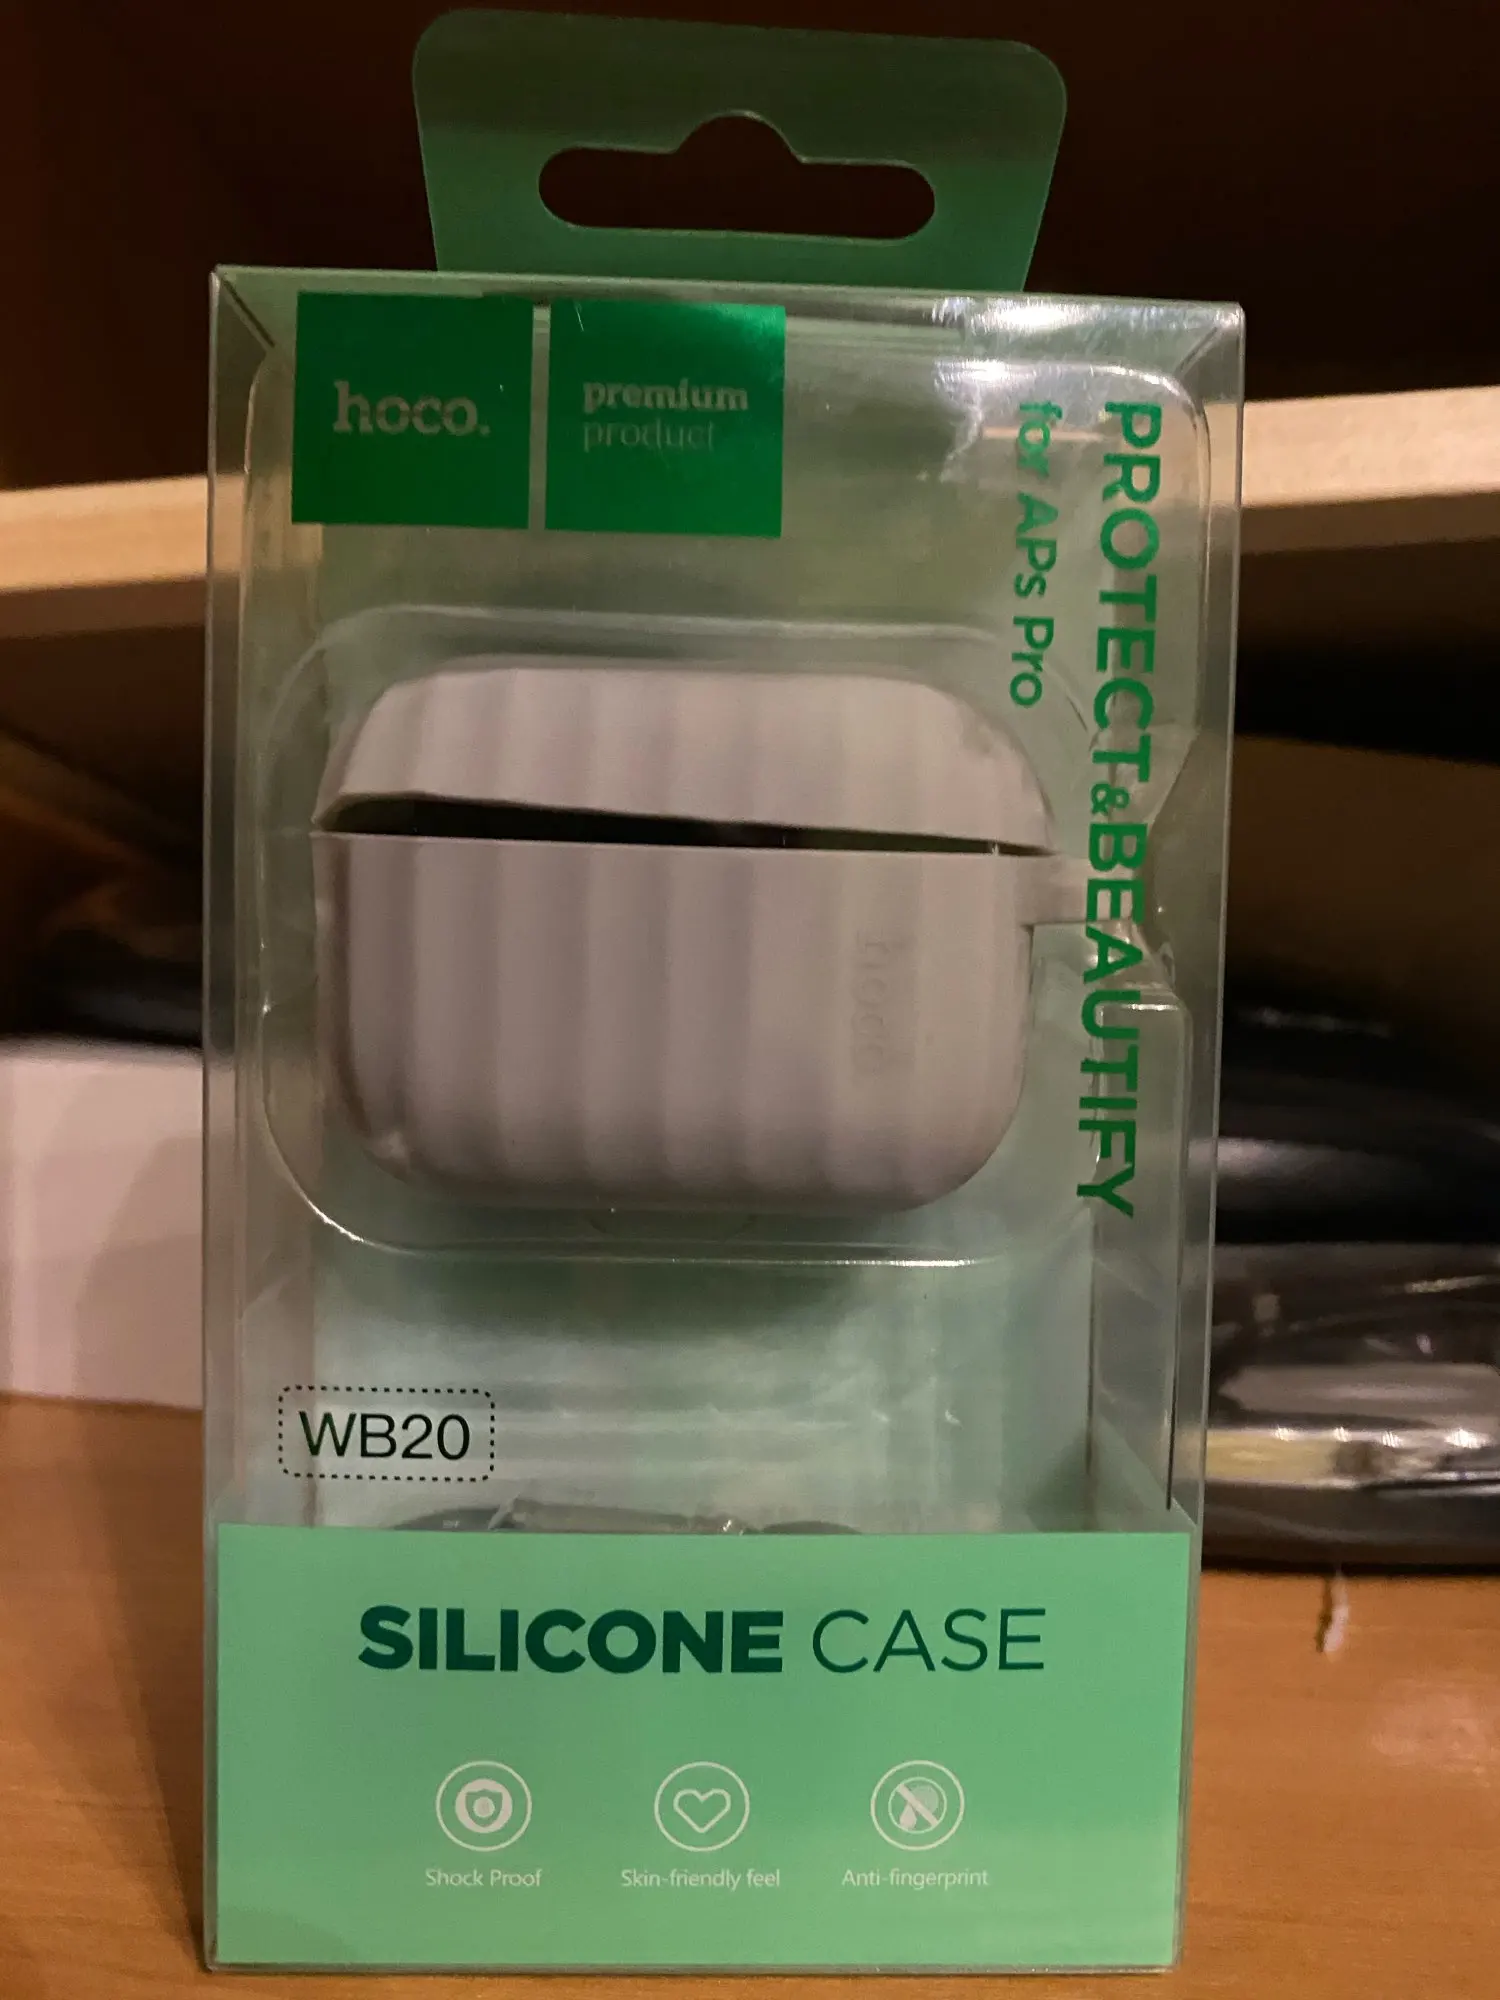 hoco.
premium
product
PROTECT&BEAUTIFY
for APs Pro
hoco.
WB20
SILICONE CASE
Shock Proof
Skin-friendly feel
Anti-fingerprint